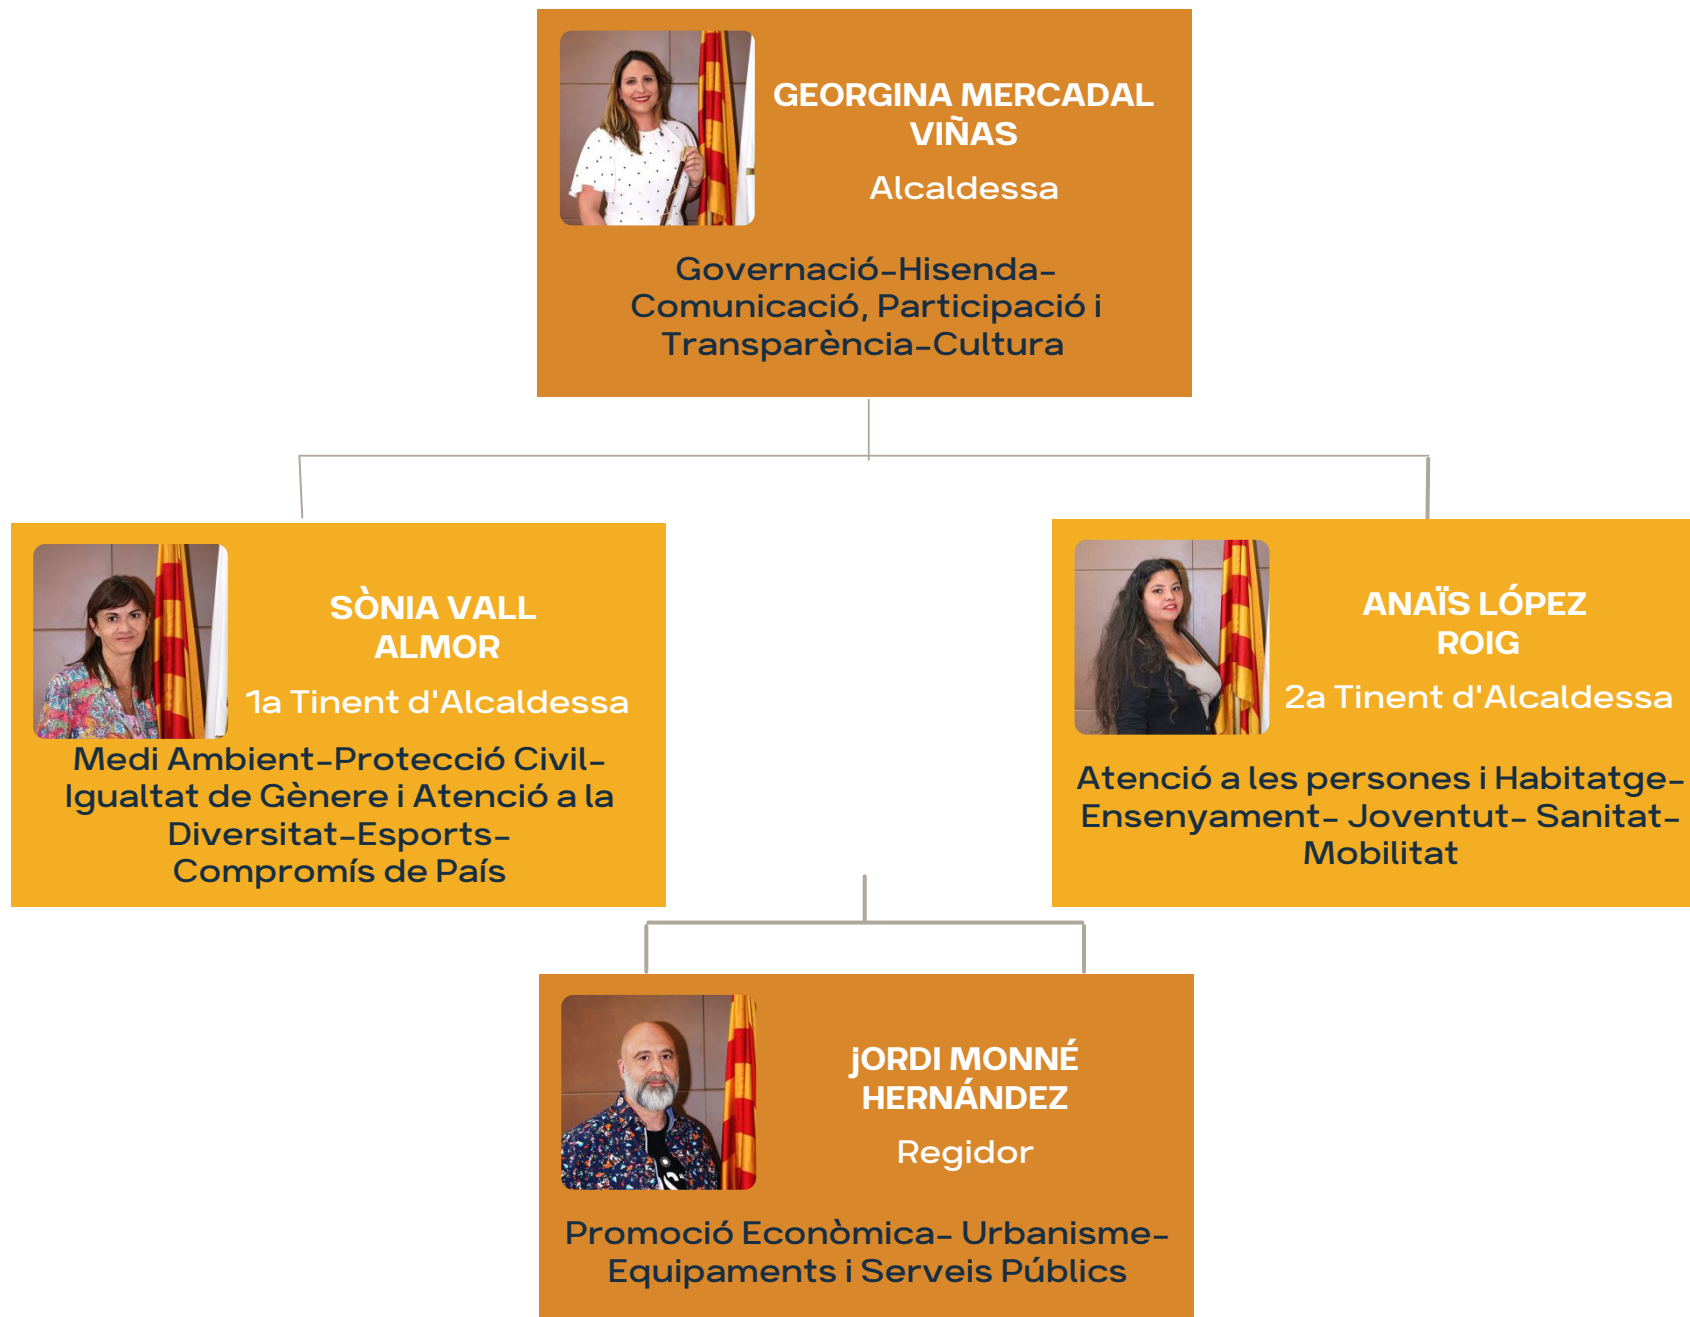 GEORGINA MERCADAL
VIÑAS
Alcaldessa
Governació-Hisenda-
Comunicació, Participació i
Transparència-Cultura
SÒNIA VALL
ALMOR
1a Tinent d'Alcaldessa
Medi Ambient-Protecció Civil-
Igualtat de Gènere i Atenció a la
Diversitat-Esports-
Compromís de País
ANAÏS LÓPEZ
ROIG
2a Tinent d'Alcaldessa
Atenció a les persones i Habitatge-
Ensenyament- Joventut- Sanitat-
Mobilitat
jORDI MONNÉ
HERNÁNDEZ
Regidor
Promoció Econòmica- Urbanisme-
Equipaments i Serveis Públics